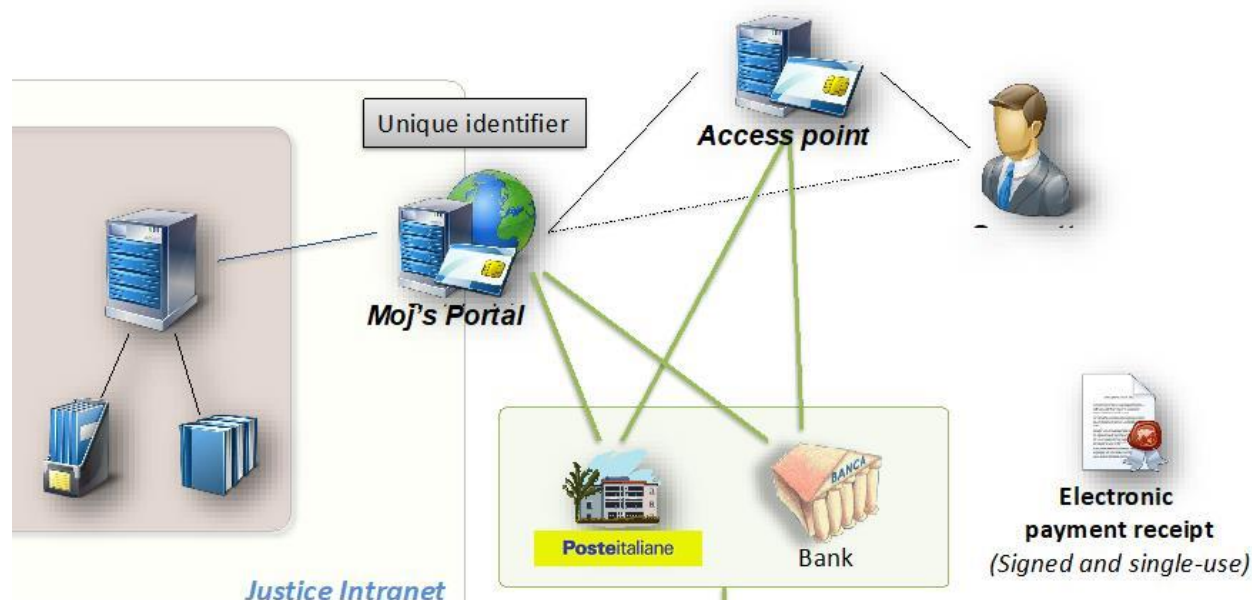 Access point
Unique identifier
Moj's Portal
BANCA
Posteitaliane
Bank
Electronic
payment receipt
(Signed and single-use)
Justice Intranet